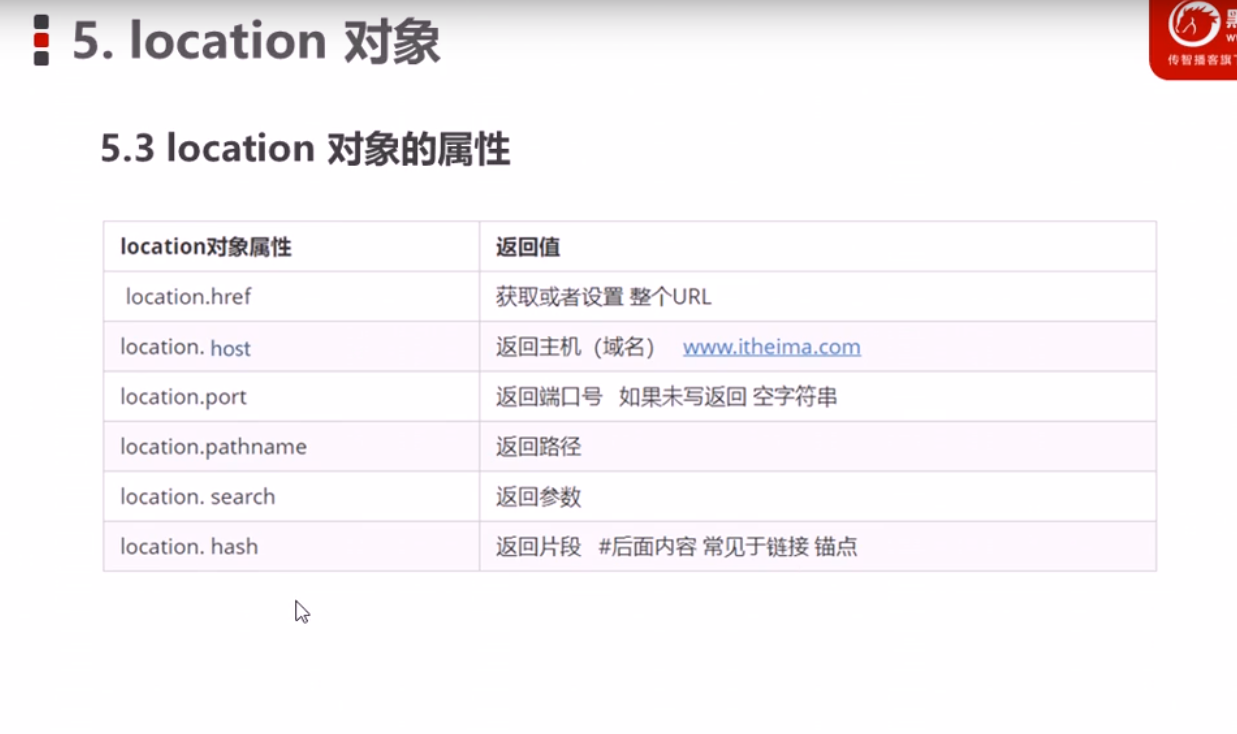 5. location 对象
黑
w
传智播客旗下
5.3 location 对象的属性
location对象属性 返回值
location.href 获取或者设置 整个URL
location. host 返回主机（域名） www.itheima.com
location.port 返回端口号 如果未写返回 空字符串
location.pathname 返回路径
location. search 返回参数
location. hash 返回片段 #后面内容 常见于链接 锚点